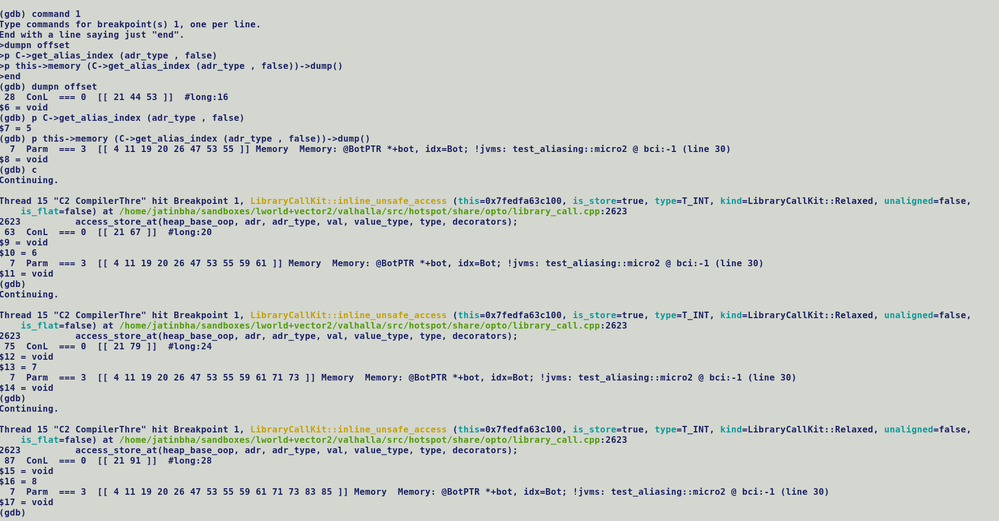 (gdb) command 1
Type commands for breakpoint(s) 1, one per line.
End with a line saying just "end".
>dumpn offset
>p C->get_alias_index (adr_type , false)
>p this->memory (C->get_alias_index (adr_type , false))->dump()
>end
(gdb) dumpn offset
 28  ConL  === 0  [[ 21 44 53 ]]  #long:16
$6 = void
(gdb) p C->get_alias_index (adr_type , false)
$7 = 5
(gdb) p this->memory (C->get_alias_index (adr_type , false))->dump()
  7  Parm  === 3  [[ 4 11 19 20 26 47 53 55 ]] Memory  Memory: @BotPTR *+bot, idx=Bot; !jvms: test_aliasing::micro2 @ bci:-1 (line 30)
$8 = void
(gdb) c
Continuing.

Thread 15 "C2 CompilerThre" hit Breakpoint 1, LibraryCallKit::inline_unsafe_access (this=0x7fedfa63c100, is_store=true, type=T_INT, kind=LibraryCallKit::Relaxed, unaligned=false,
    is_flat=false) at /home/jatinbha/sandboxes/lworld+vector2/valhalla/src/hotspot/share/opto/library_call.cpp:2623
2623          access_store_at(heap_base_oop, adr, adr_type, val, value_type, type, decorators);
 63  ConL  === 0  [[ 21 67 ]]  #long:20
$9 = void
$10 = 6
  7  Parm  === 3  [[ 4 11 19 20 26 47 53 55 59 61 ]] Memory  Memory: @BotPTR *+bot, idx=Bot; !jvms: test_aliasing::micro2 @ bci:-1 (line 30)
$11 = void
(gdb)
Continuing.

Thread 15 "C2 CompilerThre" hit Breakpoint 1, LibraryCallKit::inline_unsafe_access (this=0x7fedfa63c100, is_store=true, type=T_INT, kind=LibraryCallKit::Relaxed, unaligned=false,
    is_flat=false) at /home/jatinbha/sandboxes/lworld+vector2/valhalla/src/hotspot/share/opto/library_call.cpp:2623
2623          access_store_at(heap_base_oop, adr, adr_type, val, value_type, type, decorators);
 75  ConL  === 0  [[ 21 79 ]]  #long:24
$12 = void
$13 = 7
  7  Parm  === 3  [[ 4 11 19 20 26 47 53 55 59 61 71 73 ]] Memory  Memory: @BotPTR *+bot, idx=Bot; !jvms: test_aliasing::micro2 @ bci:-1 (line 30)
$14 = void
(gdb)
Continuing.

Thread 15 "C2 CompilerThre" hit Breakpoint 1, LibraryCallKit::inline_unsafe_access (this=0x7fedfa63c100, is_store=true, type=T_INT, kind=LibraryCallKit::Relaxed, unaligned=false,
    is_flat=false) at /home/jatinbha/sandboxes/lworld+vector2/valhalla/src/hotspot/share/opto/library_call.cpp:2623
2623          access_store_at(heap_base_oop, adr, adr_type, val, value_type, type, decorators);
 87  ConL  === 0  [[ 21 91 ]]  #long:28
$15 = void
$16 = 8
  7  Parm  === 3  [[ 4 11 19 20 26 47 53 55 59 61 71 73 83 85 ]] Memory  Memory: @BotPTR *+bot, idx=Bot; !jvms: test_aliasing::micro2 @ bci:-1 (line 30)
$17 = void
(gdb)